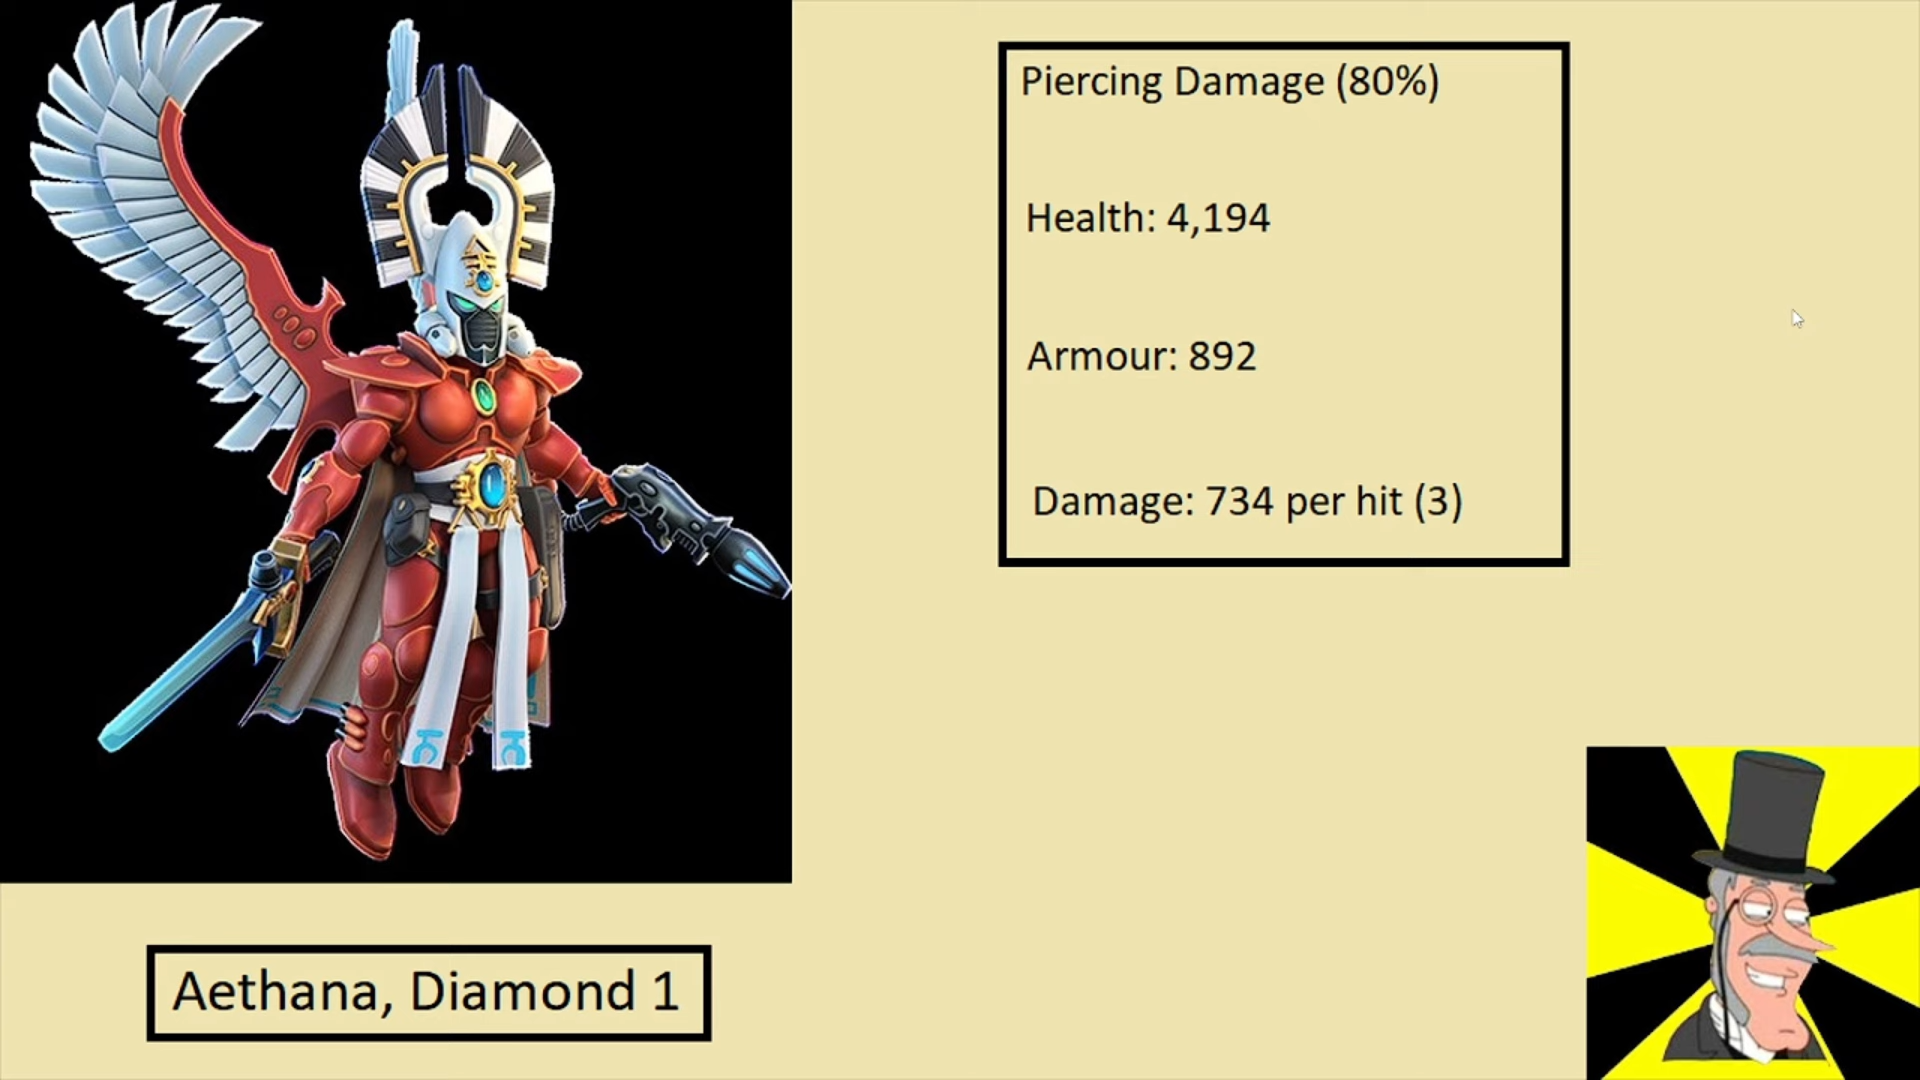 Piercing Damage (80%)
Health: 4,194
Armour: 892
Damage: 734 per hit (3)
Aethana, Diamond 1